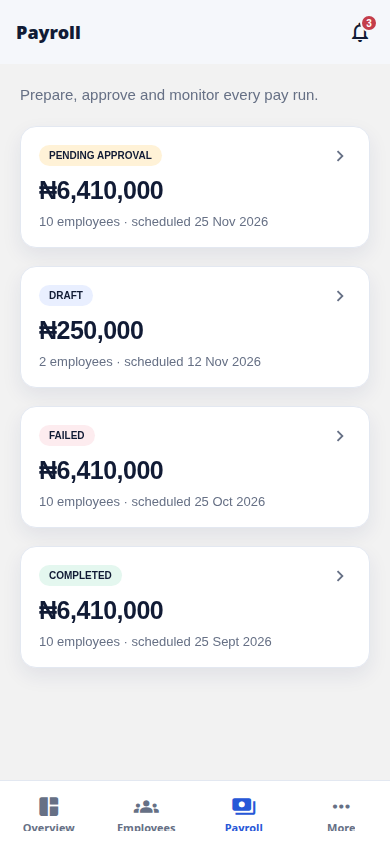 Payroll
3
Prepare, approve and monitor every pay run.
PENDING APPROVAL
₦6,410,000
10 employees · scheduled 25 Nov 2026
DRAFT
₦250,000
2 employees · scheduled 12 Nov 2026
FAILED
₦6,410,000
10 employees · scheduled 25 Oct 2026
COMPLETED
₦6,410,000
10 employees · scheduled 25 Sept 2026
Overview Employees Payroll More